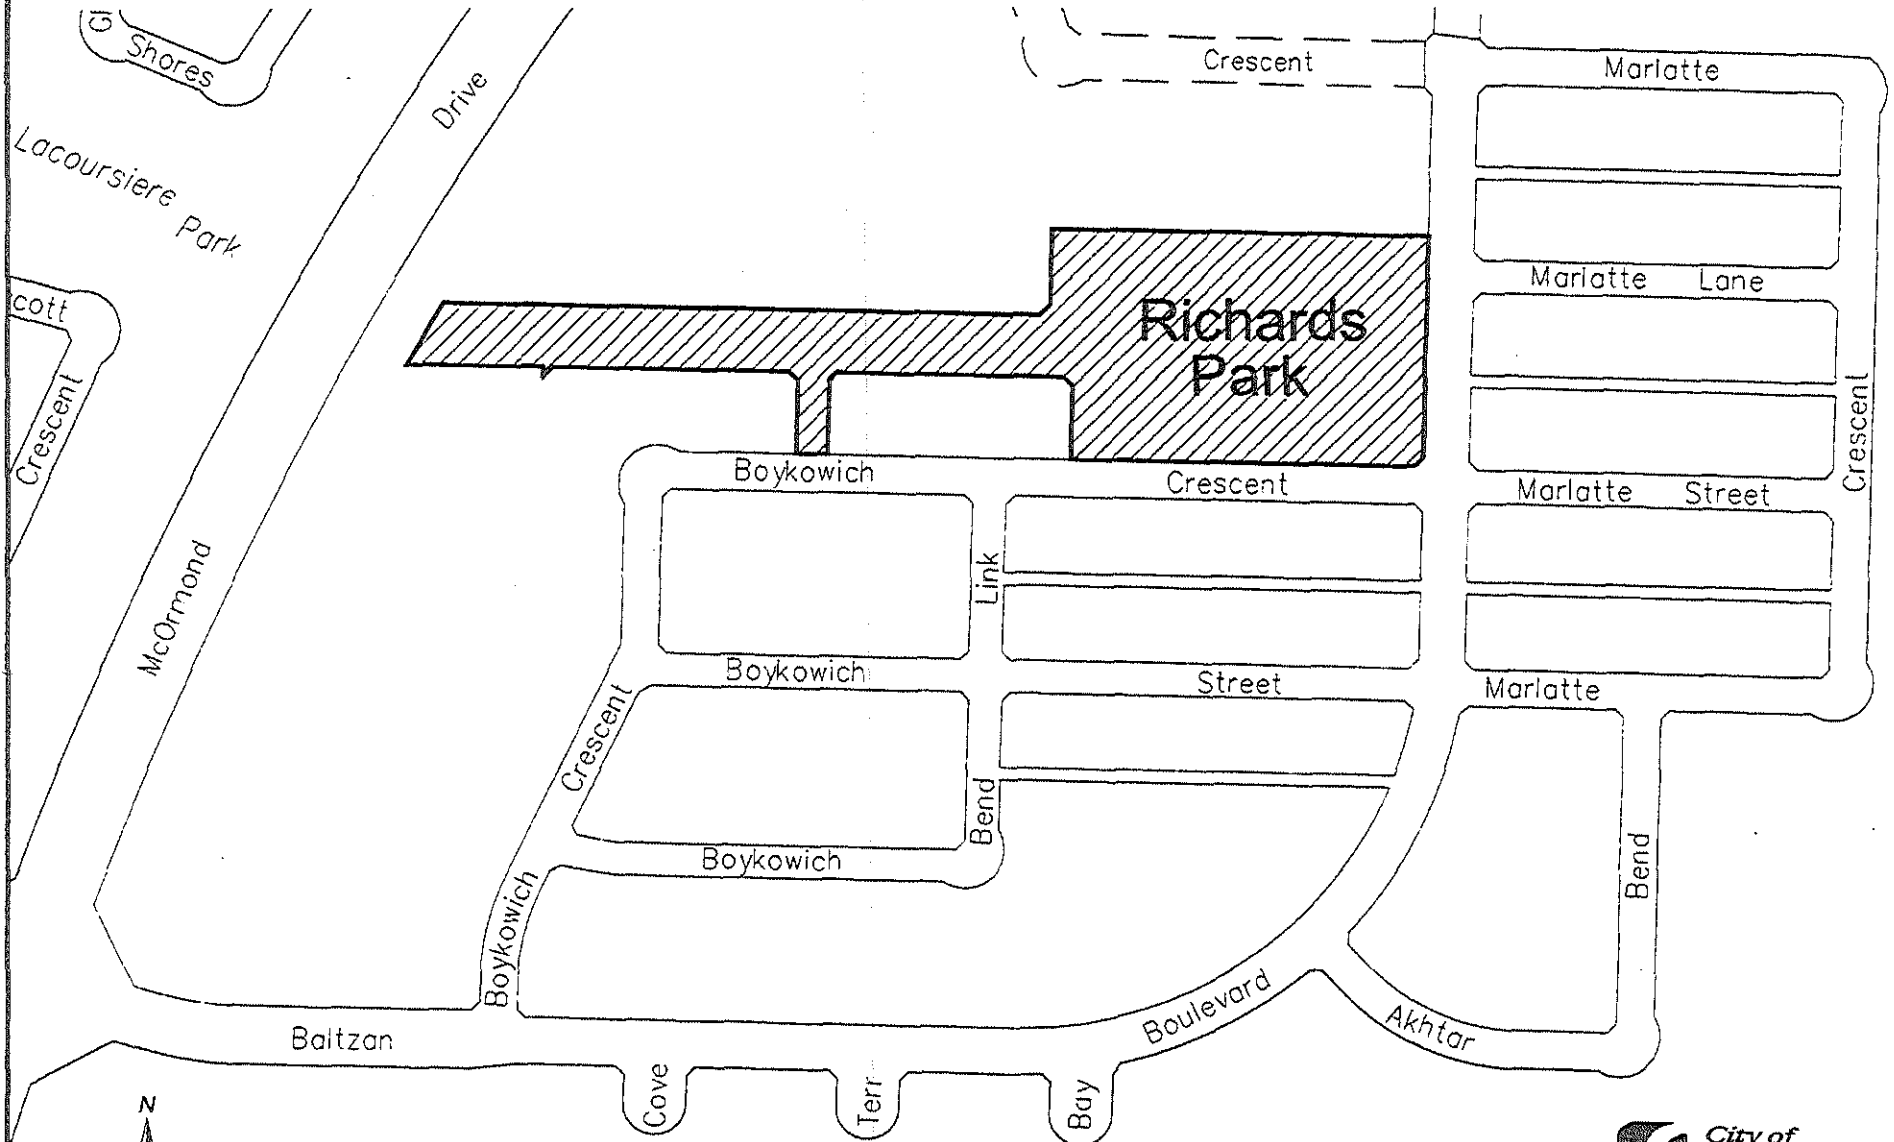 Shores
Crescent
Marlatte
Drive
Lacoursiere
Park
Marlatte Lane
cott
Richards
Park
Crescent
Crescent
Boykowich
Crescent
Marlatte Street
Link
McOrmond
Boykowich
Street
Marlatte
Crescent
Bend
Boykowich
Bend
Boykowich
Boulevard
Akhtar
Baltzan
Cove
Terr
Bay
N
City of